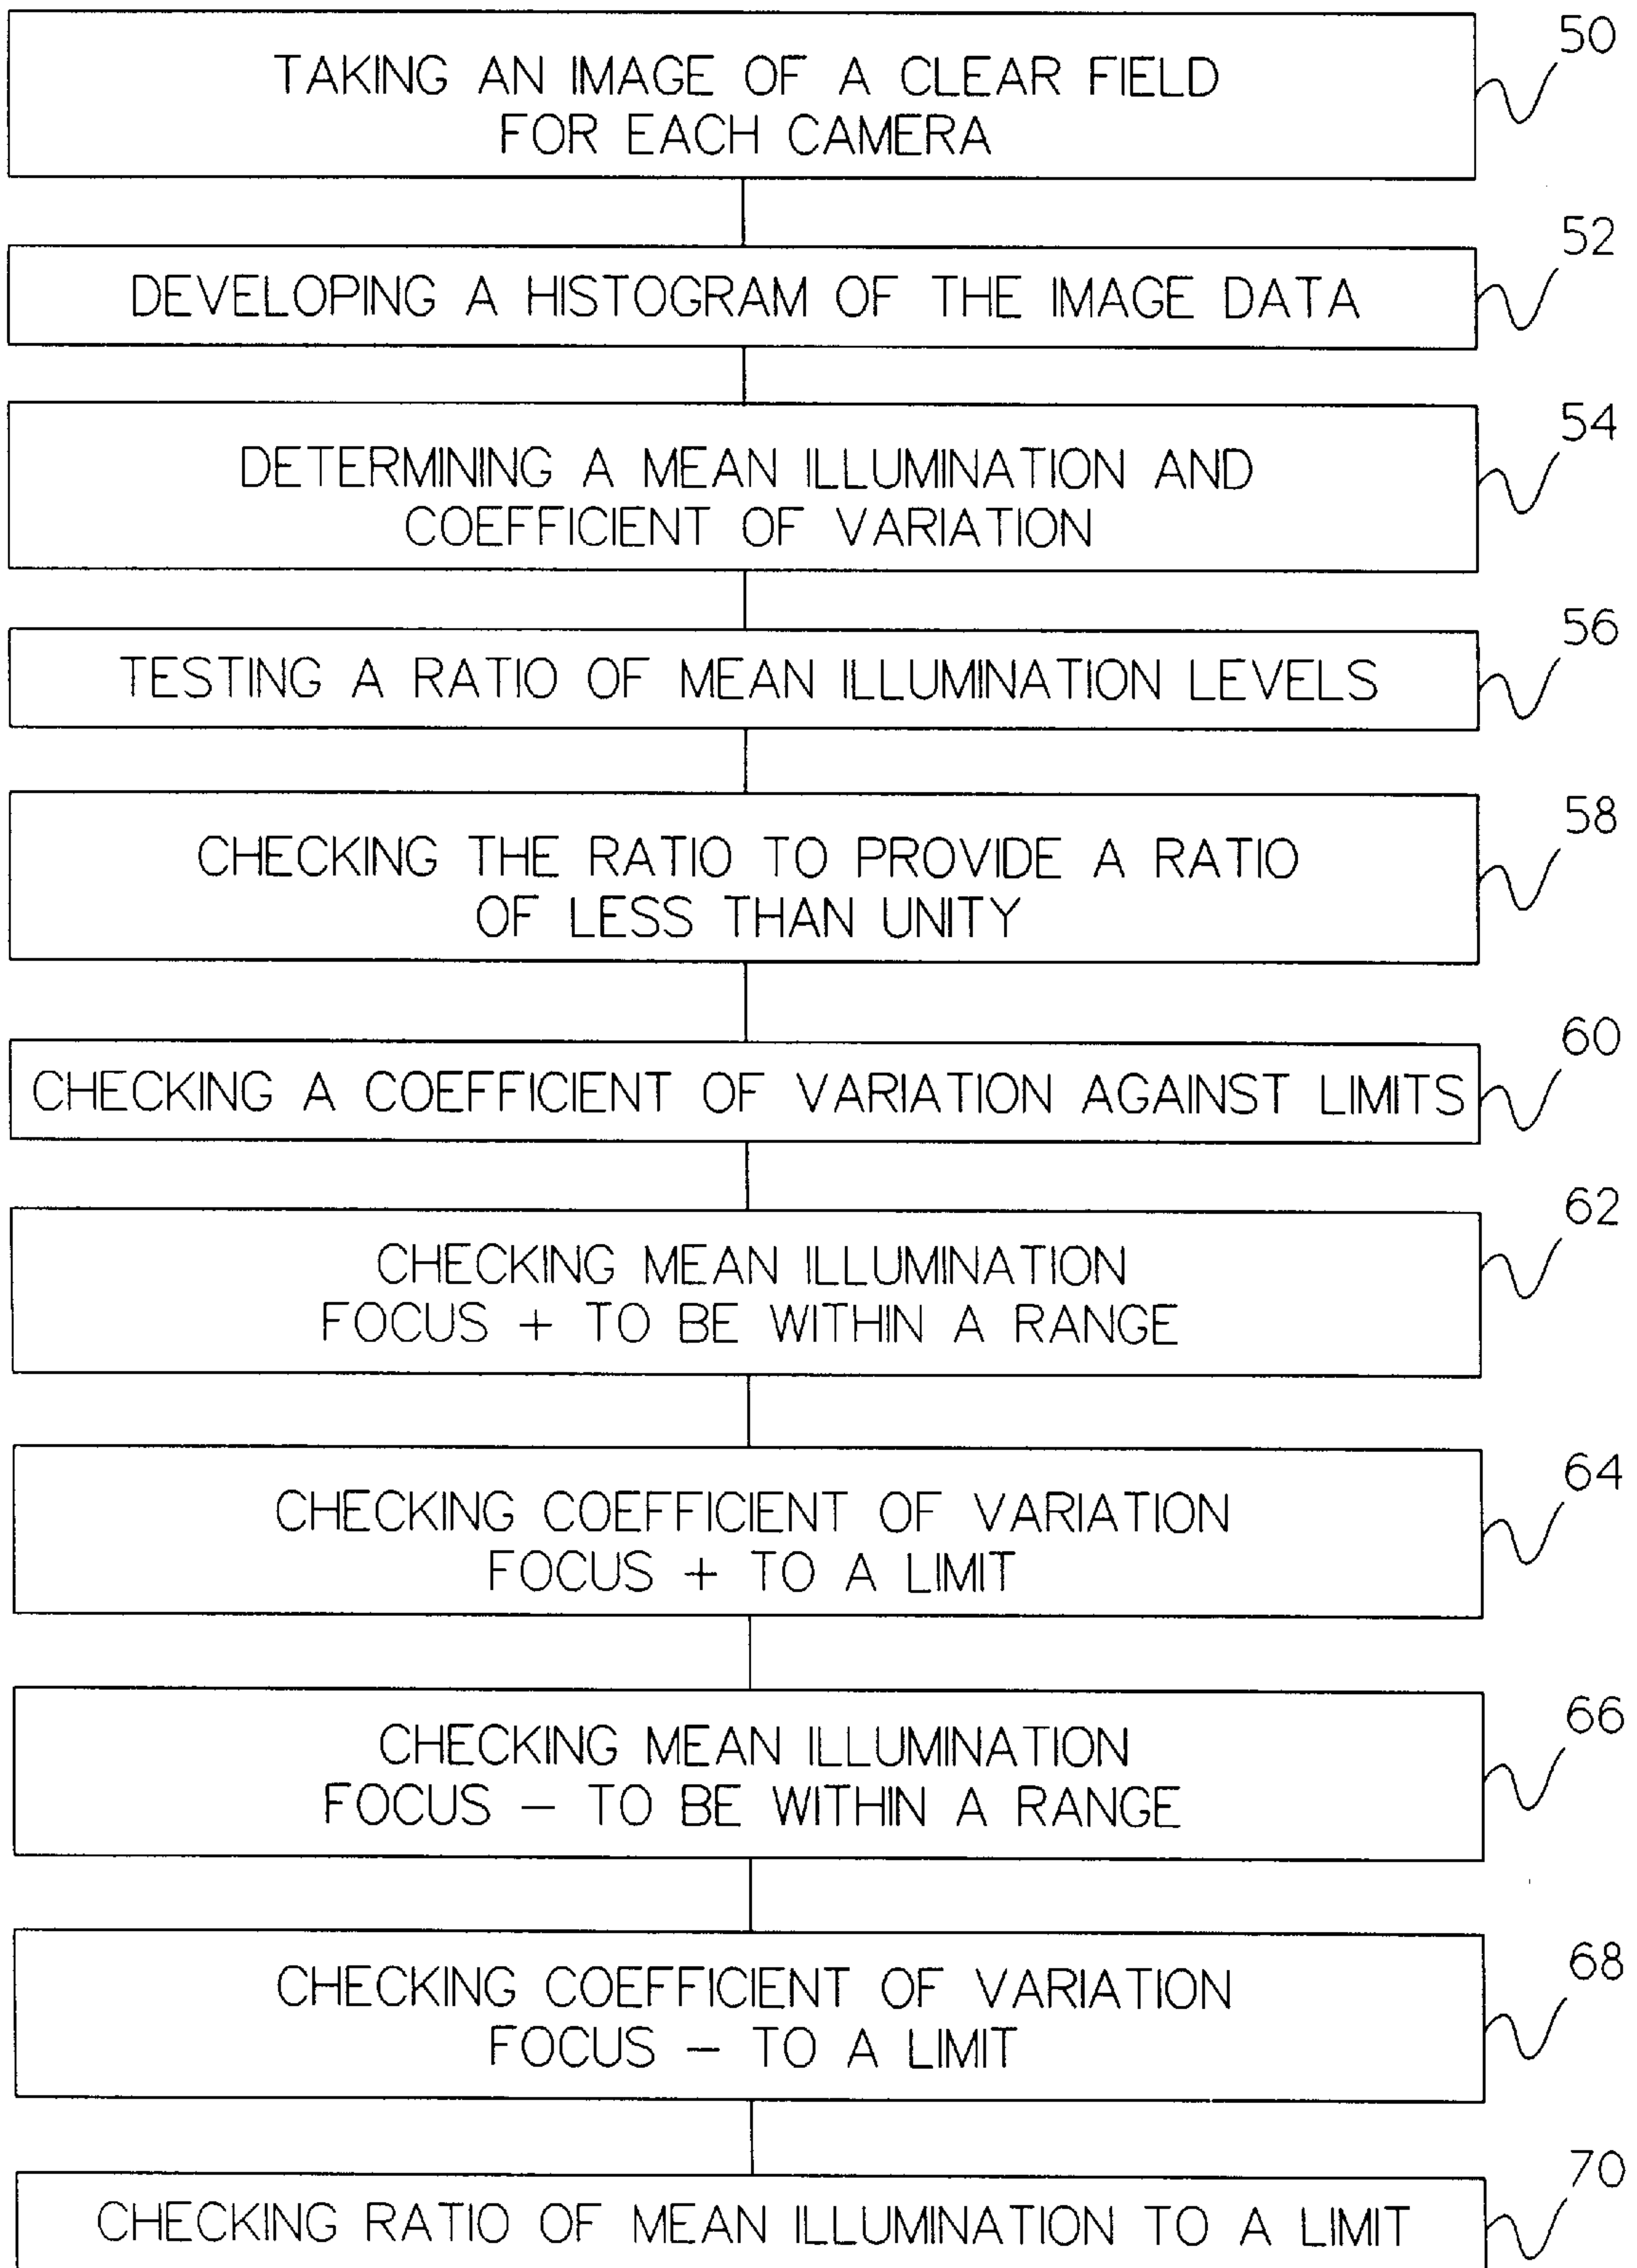 50
TAKING AN IMAGE OF A CLEAR FIELD
FOR EACH CAMERA
52
DEVELOPING A HISTOGRAM OF THE IMAGE DATA
54
DETERMINING A MEAN ILLUMINATION AND
COEFFICIENT OF VARIATION
56
TESTING A RATIO OF MEAN ILLUMINATION LEVELS
58
CHECKING THE RATIO TO PROVIDE A RATIO
OF LESS THAN UNITY
60
CHECKING A COEFFICIENT OF VARIATION AGAINST LIMITS
62
CHECKING MEAN ILLUMINATION
FOCUS + TO BE WITHIN A RANGE
64
CHECKING COEFFICIENT OF VARIATION
FOCUS + TO A LIMIT
66
CHECKING MEAN ILLUMINATION
FOCUS – TO BE WITHIN A RANGE
68
CHECKING COEFFICIENT OF VARIATION
FOCUS – TO A LIMIT
70
CHECKING RATIO OF MEAN ILLUMINATION TO A LIMIT